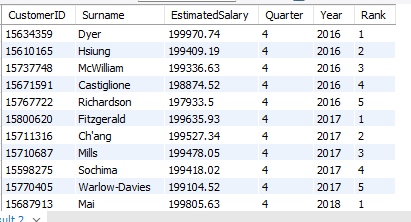 CustomerID Surname EstimatedSalary Quarter Year Rank
15634359 Dyer 199970.74 4 2016 1
15610165 Hsiung 199409.19 4 2016 2
15737748 McWilliam 199336.63 4 2016 3
15671591 Castiglione 198874.52 4 2016 4
15767722 Richardson 197933.5 4 2016 5
15800620 Fitzgerald 199635.93 4 2017 1
15711316 Ch'ang 199527.34 4 2017 2
15710687 Mills 199478.05 4 2017 3
15598275 Sochima 199418.02 4 2017 4
15770405 Warlow-Davies 199104.52 4 2017 5
15687913 Mai 199805.63 4 2018 1
sult 2